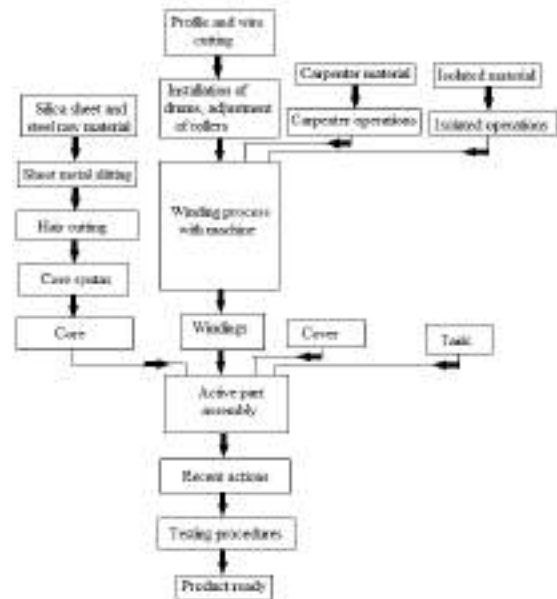 Profile and wire
cutting
Installation of
drums, adjustment
of rollers
Carpenter material
Isolated material
Silica sheet and
steel raw material
Carpenter operations
Isolated operations
Sheet metal slitting
Hair cutting
Winding process
with machine
Core syntax
Core
Windings
Cover
Tank
Active part
assembly
Recent actions
Testing procedures
Product ready